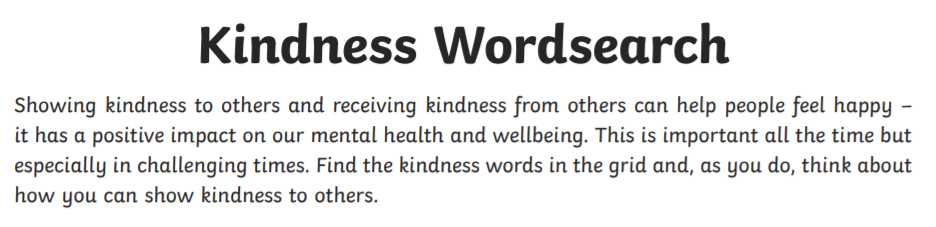 Kindness Wordsearch
Showing kindness to others and receiving kindness from others can help people feel happy –
it has a positive impact on our mental health and wellbeing. This is important all the time but
especially in challenging times. Find the kindness words in the grid and, as you do, think about
how you can show kindness to others.